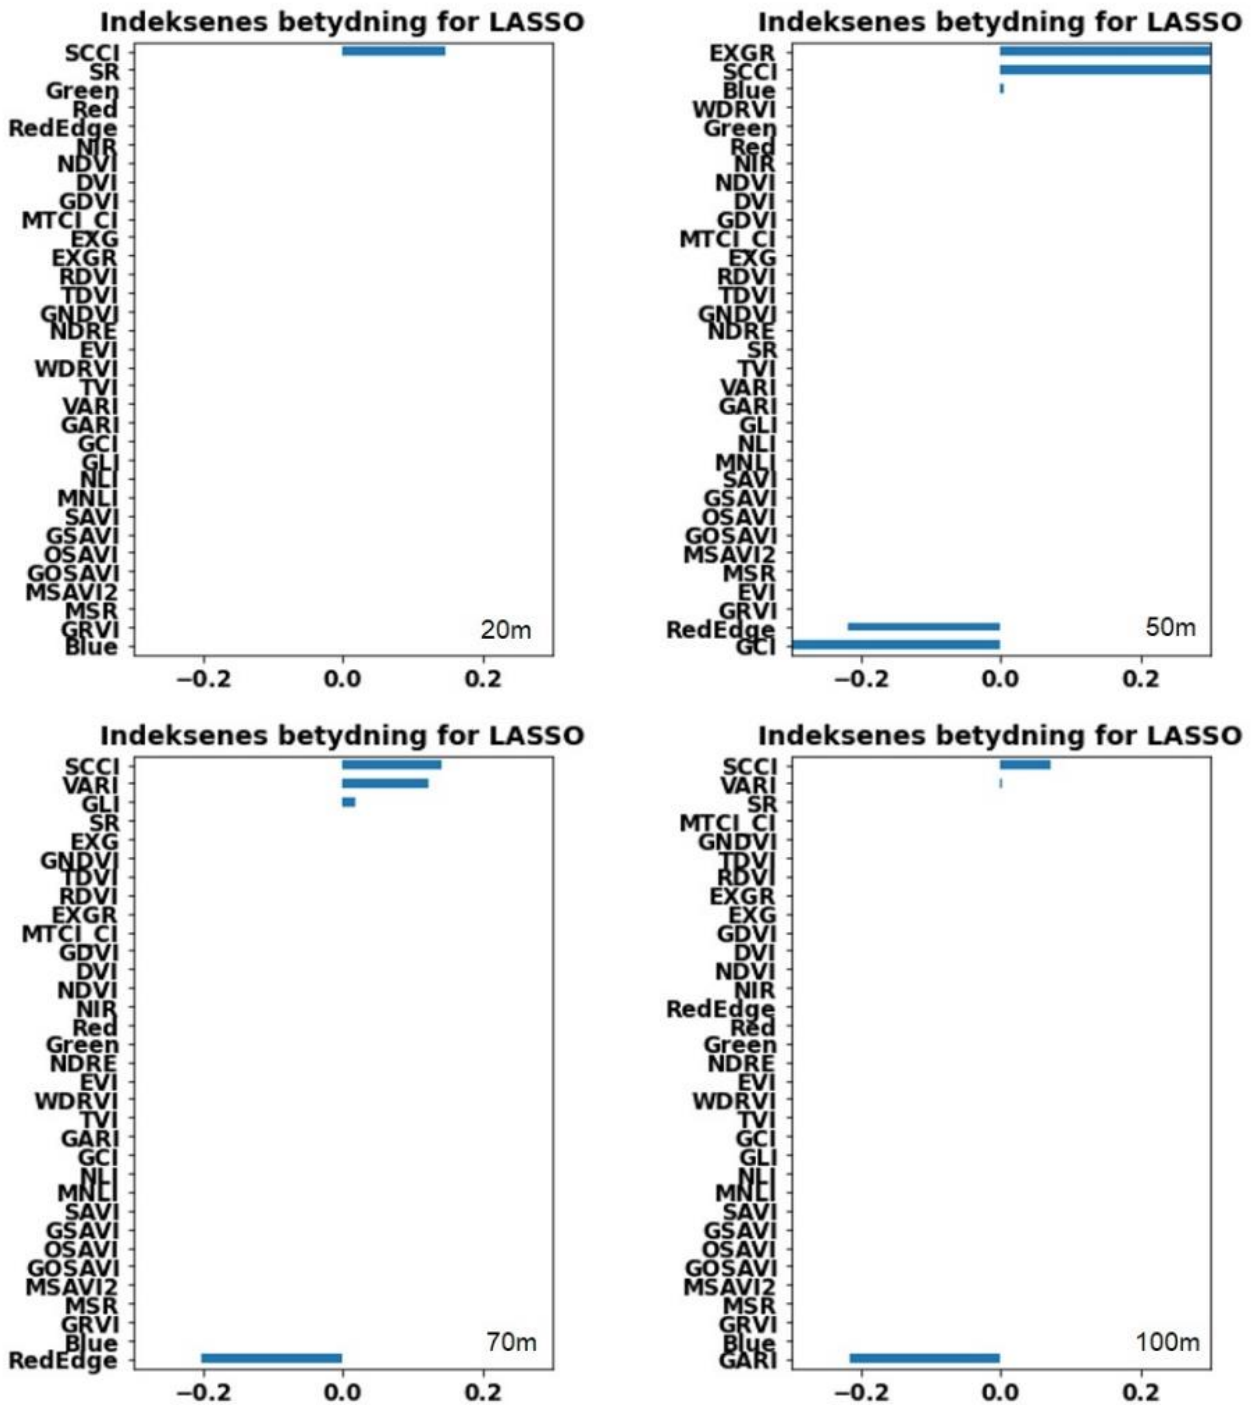 Indeksenes betydning for LASSO
SCCI
SR
Green
Red
RedEdge
NIR
NDVI
DVI
GDVI
MTCI_CI
EXG
EXGR
RDVI
TDVI
GNDVI
NDRE
EVI
WDRVI
TVI
VARI
GARI
GCI
GLI
NLI
MNLI
SAVI
GSAVI
OSAVI
GOSAVI
MSAVI2
MSR
GRVI
Blue
20m
−0.2 0.0 0.2
Indeksenes betydning for LASSO
EXGR
SCCI
Blue
WDRVI
Green
Red
NIR
NDVI
DVI
GDVI
MTCI_CI
EXG
RDVI
TDVI
GNDVI
NDRE
SR
TVI
VARI
GARI
GLI
NLI
MNLI
SAVI
GSAVI
OSAVI
GOSAVI
MSAVI2
MSR
EVI
GRVI
RedEdge
GCI
50m
−0.2 0.0 0.2
Indeksenes betydning for LASSO
SCCI
VARI
GLI
SR
EXG
GNDVI
TDVI
RDVI
EXGR
MTCI_CI
GDVI
DVI
NDVI
NIR
Red
Green
NDRE
EVI
WDRVI
TVI
GARI
GCI
NLI
MNLI
SAVI
GSAVI
OSAVI
GOSAVI
MSAVI2
MSR
GRVI
Blue
RedEdge
70m
−0.2 0.0 0.2
Indeksenes betydning for LASSO
SCCI
VARI
SR
MTCI_CI
GNDVI
TDVI
RDVI
EXGR
EXG
GDVI
DVI
NDVI
NIR
RedEdge
Red
Green
NDRE
EVI
WDRVI
TVI
GCI
GLI
NLI
MNLI
SAVI
GSAVI
OSAVI
GOSAVI
MSAVI2
MSR
GRVI
Blue
GARI
100m
−0.2 0.0 0.2